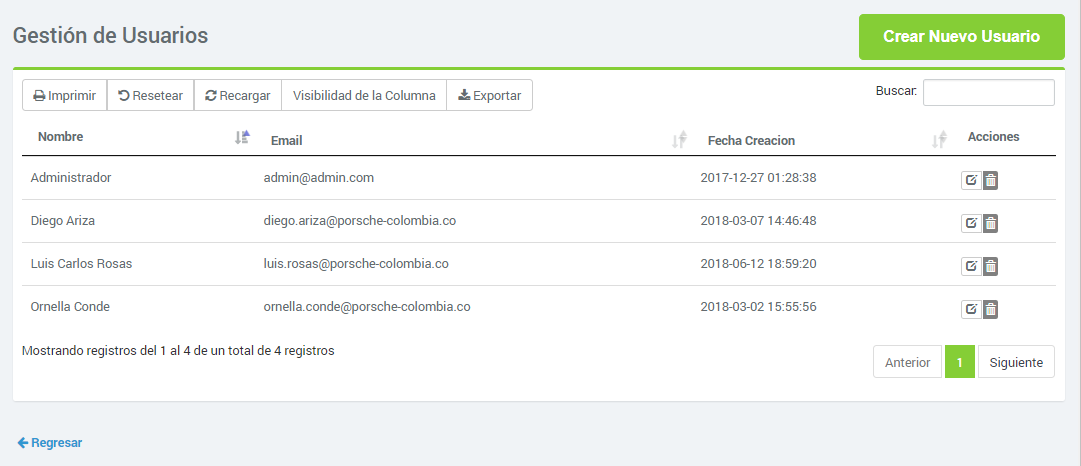 Gestión de Usuarios
Crear Nuevo Usuario
Imprimir Resetear Recargar Visibilidad de la Columna Exportar
Buscar:
Nombre Email Fecha Creacion Acciones
Administrador admin@admin.com 2017-12-27 01:28:38
Diego Ariza diego.ariza@porsche-colombia.co 2018-03-07 14:46:48
Luis Carlos Rosas luis.rosas@porsche-colombia.co 2018-06-12 18:59:20
Ornella Conde ornella.conde@porsche-colombia.co 2018-03-02 15:55:56
Mostrando registros del 1 al 4 de un total de 4 registros
Anterior 1 Siguiente
Regresar